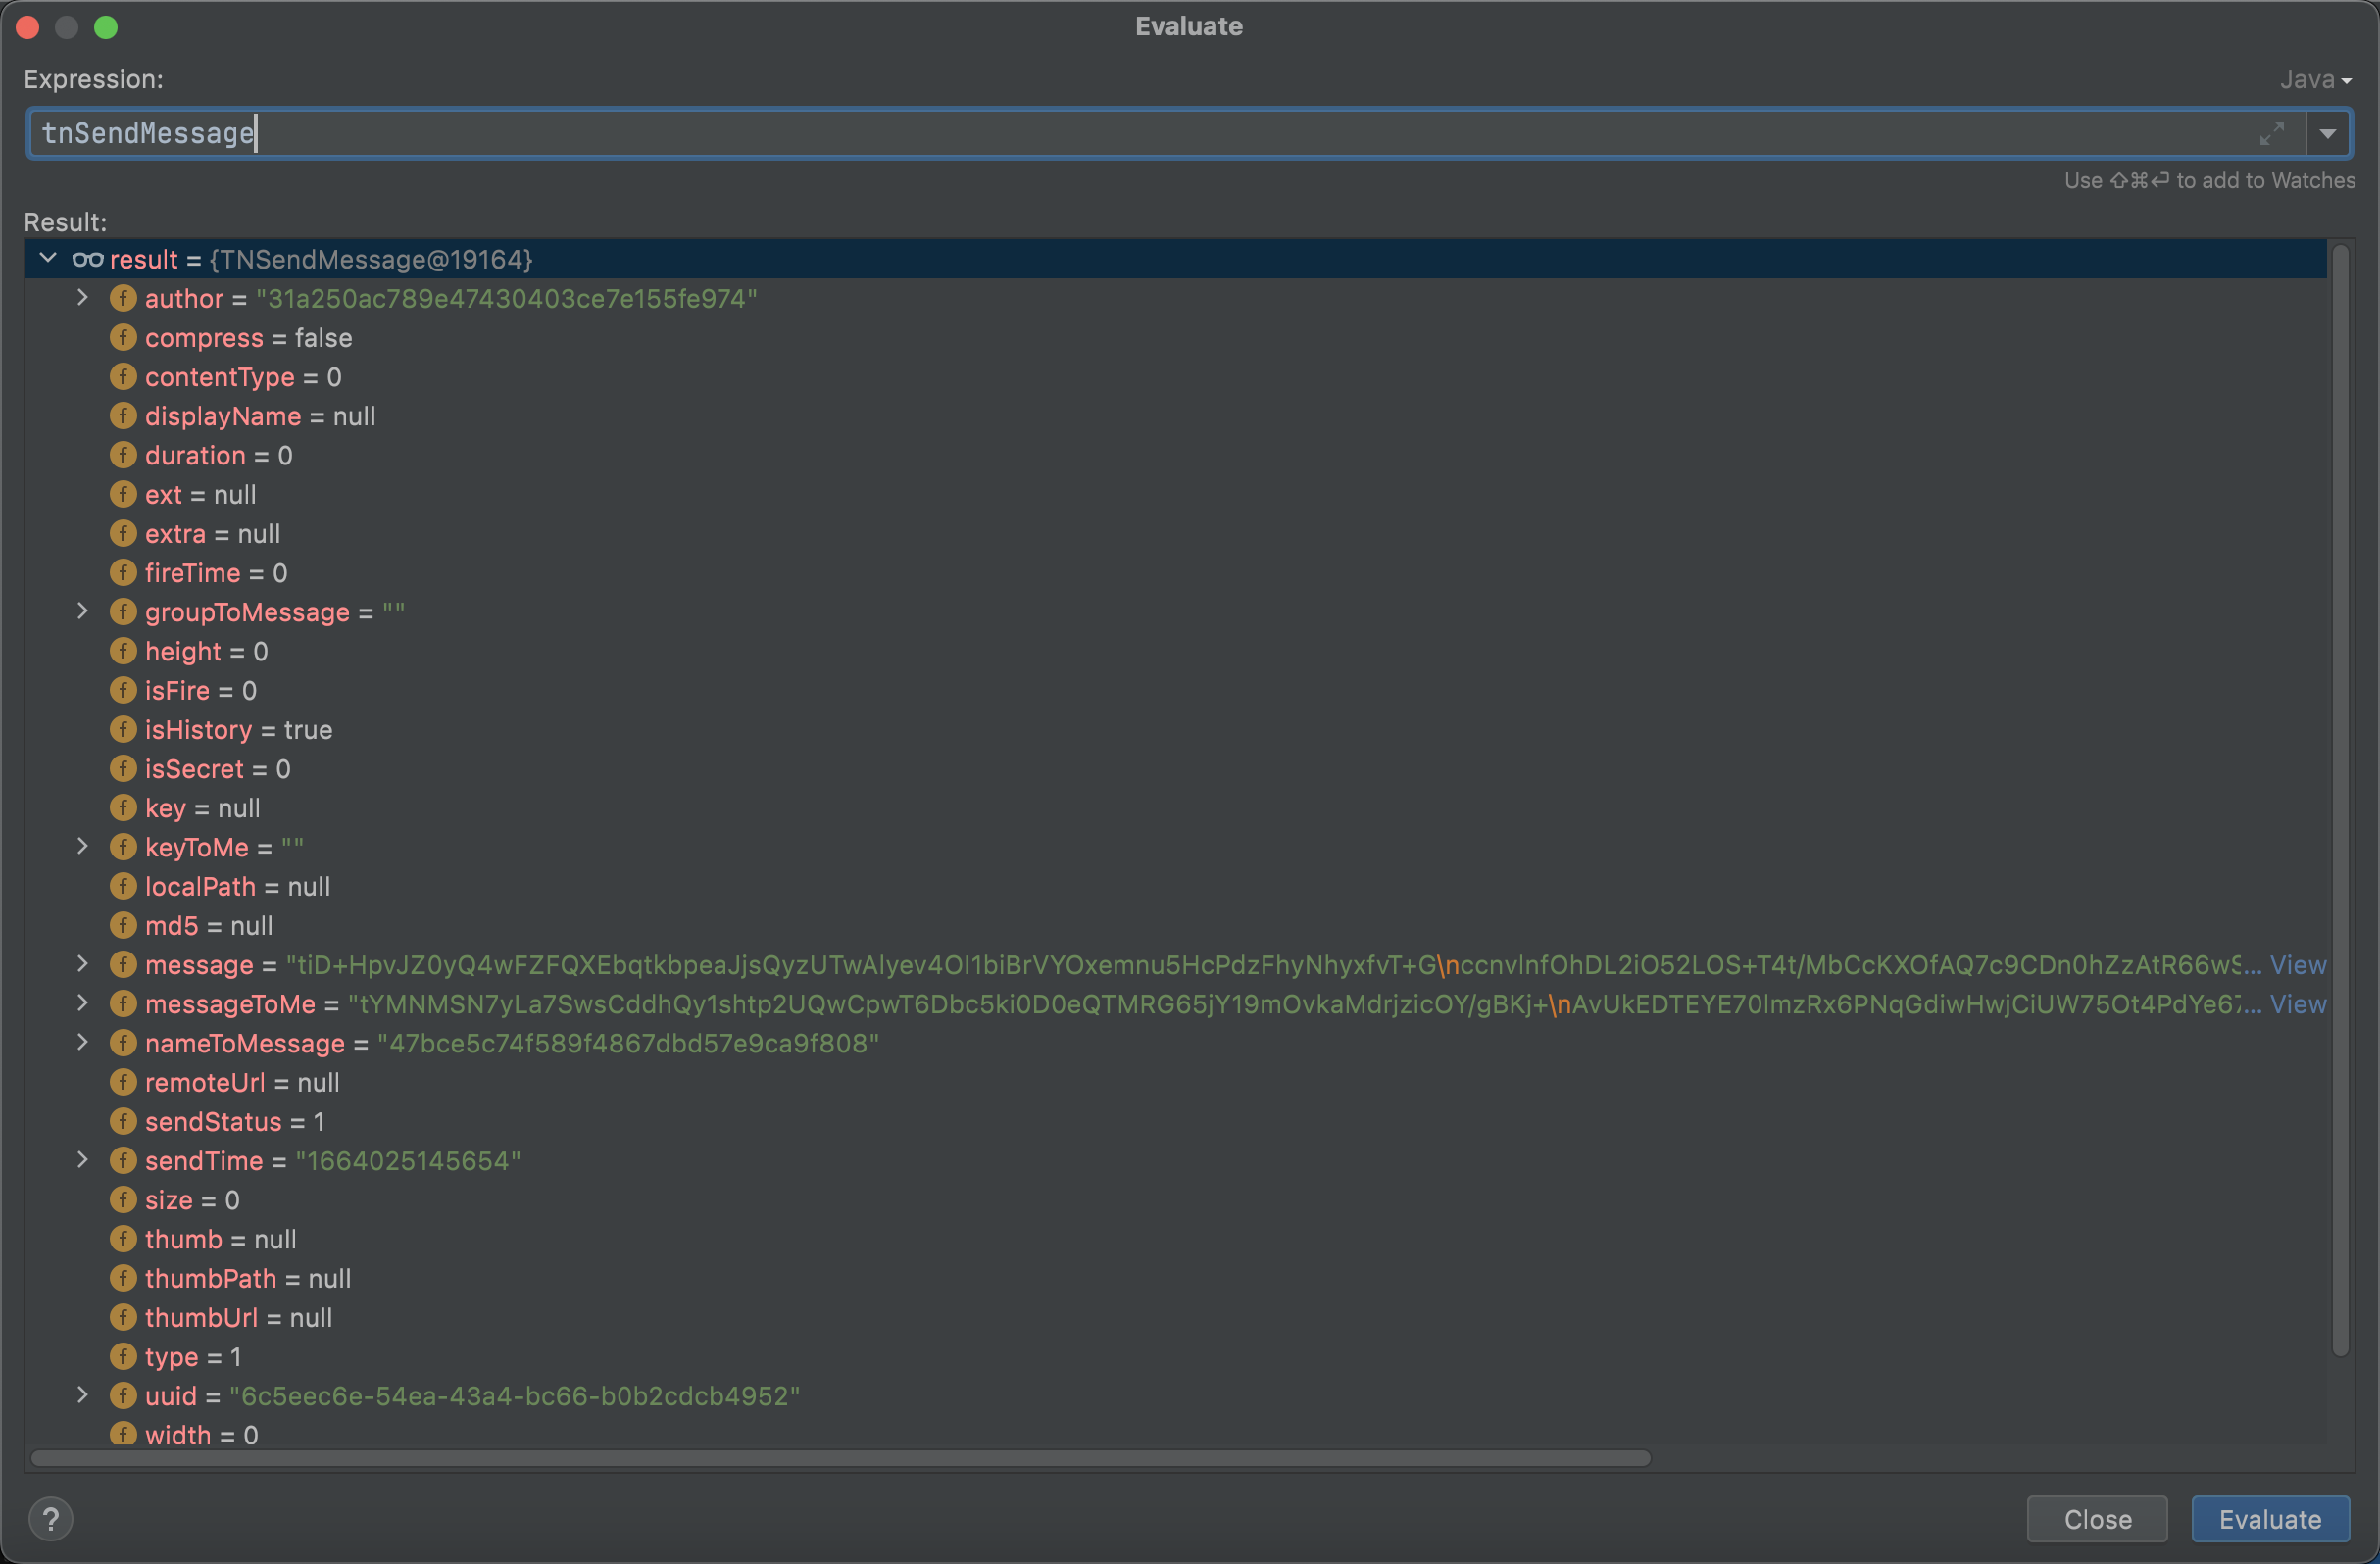 Evaluate
Expression:
Java
tnSendMessage
Use ⇧⌘⏎ to add to Watches
Result:
result = {TNSendMessage@19164}
f author = "31a250ac789e47430403ce7e155fe974"
f compress = false
f contentType = 0
f displayName = null
f duration = 0
f ext = null
f extra = null
f fireTime = 0
f groupToMessage = ""
f height = 0
f isFire = 0
f isHistory = true
f isSecret = 0
f key = null
f keyToMe = ""
f localPath = null
f md5 = null
f message = "tiD+HpvJZ0yQ4wFZFQXEbqtkbpeaJjsQyzUTwAlyev4Ol1biBrVYOxemnu5HcPdzFhyNhyxfvT+G\nccnvlnfOhDL2iO52LOS+T4t/MbCcKXOfAQ7c9CDn0hZzAtR66wS... View
f messageToMe = "tYMNMSN7yLa7SwsCddhQy1shtp2UQwCpwT6Dbc5ki0D0eQTMRG65jY19mOvkaMdrjzicOY/gBKj+\nAvUkEDTEYE70lmzRx6PNqGdiwHwjCiUW75Ot4PdYe67... View
f nameToMessage = "47bce5c74f589f4867dbd57e9ca9f808"
f remoteUrl = null
f sendStatus = 1
f sendTime = "1664025145654"
f size = 0
f thumb = null
f thumbPath = null
f thumbUrl = null
f type = 1
f uuid = "6c5eec6e-54ea-43a4-bc66-b0b2cdcb4952"
f width = 0
?
Close
Evaluate